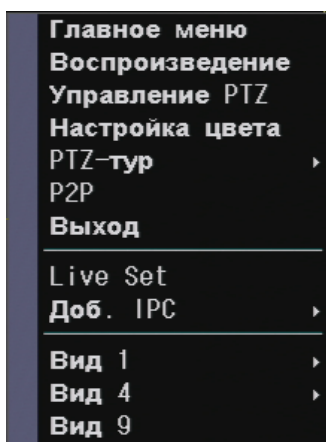 Главное меню
Воспроизведение
Управление PTZ
Настройка цвета
PTZ-тур
P2P
Выход
Live Set
Доб. IPC
Вид 1
Вид 4
Вид 9